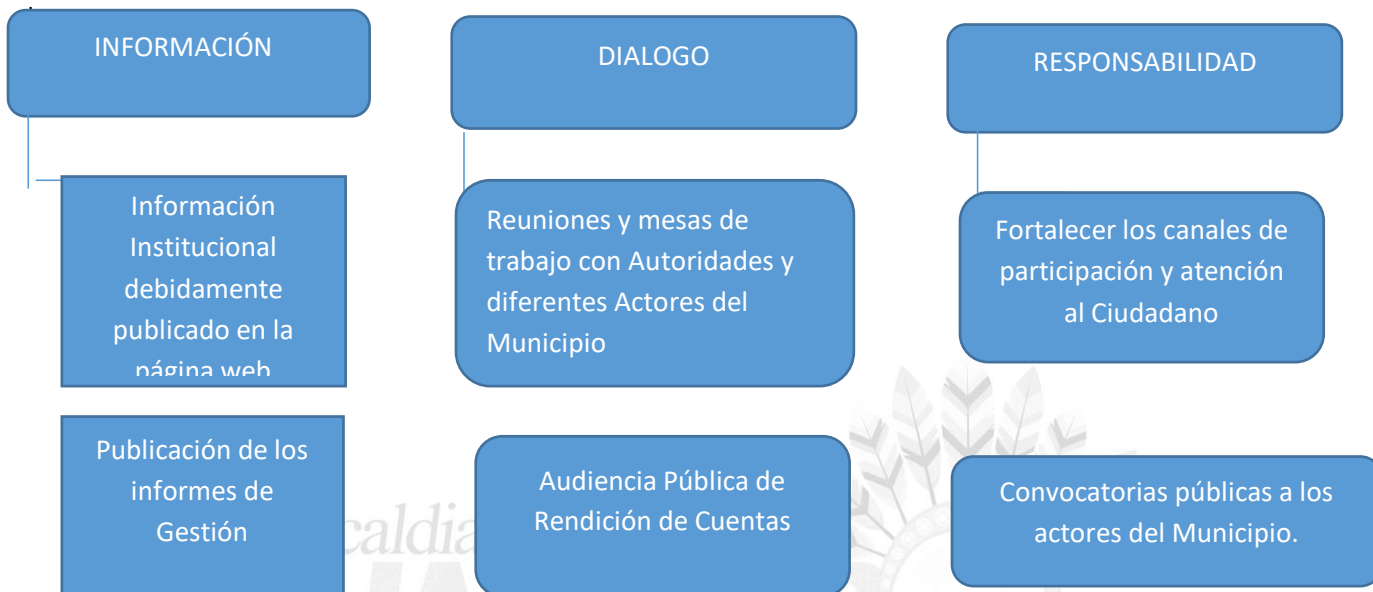 INFORMACIÓN
Información
Institucional
debidamente
publicado en la
página web
Publicación de los
informes de
Gestión
DIALOGO
Reuniones y mesas de
trabajo con Autoridades y
diferentes Actores del
Municipio
Audiencia Pública de
Rendición de Cuentas
RESPONSABILIDAD
Fortalecer los canales de
participación y atención
al Ciudadano
Convocatorias públicas a los
actores del Municipio.